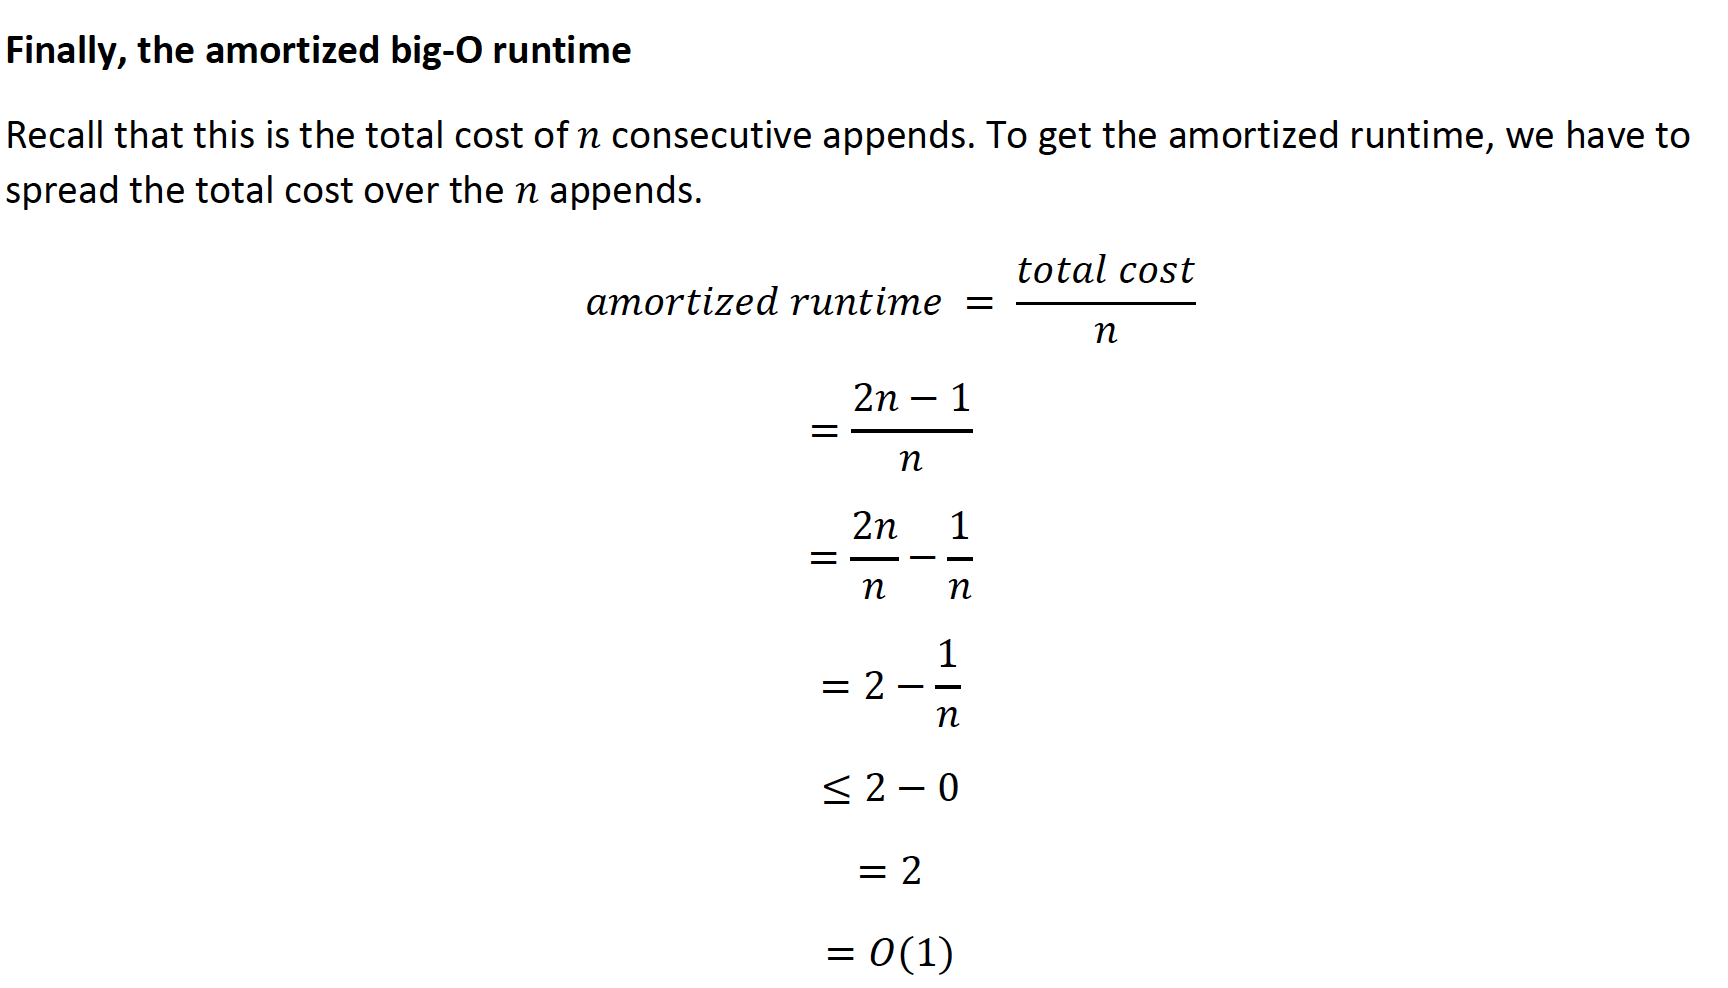 Finally, the amortized big-O runtime
Recall that this is the total cost of n consecutive appends. To get the amortized runtime, we have to
spread the total cost over the n appends.
amortized runtime = \frac{total cost}{n}
= \frac{2n − 1}{n}
= \frac{2n}{n} − \frac{1}{n}
= 2 − \frac{1}{n}
≤ 2 − 0
= 2
= O(1)